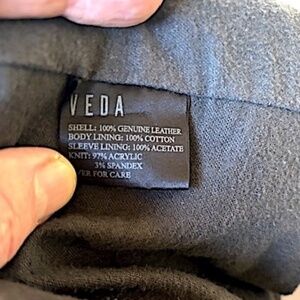 VEDA
SHELL: 100% GENUINE LEATHER
BODY LINING: 100% COTTON
SLEEVE LINING: 100% ACETATE
KNIT: 97% ACRYLIC
3% SPANDEX
FOR CARE